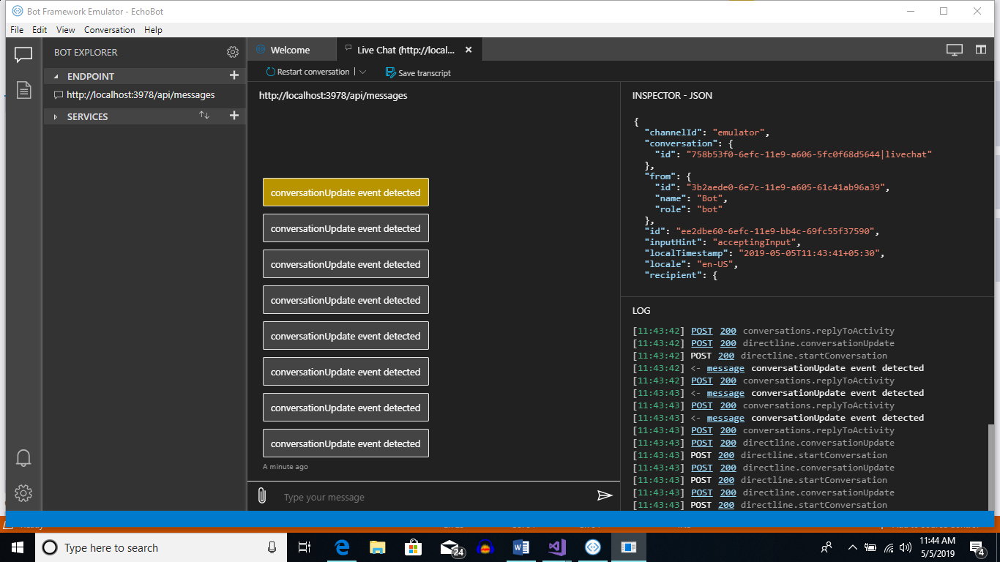 Bot Framework Emulator - EchoBot
File Edit View Conversation Help
BOT EXPLORER
ENDPOINT
http://localhost:3978/api/messages
SERVICES
Welcome
Live Chat (http://local...
Restart conversation
Save transcript
http://localhost:3978/api/messages
conversationUpdate event detected
conversationUpdate event detected
conversationUpdate event detected
conversationUpdate event detected
conversationUpdate event detected
conversationUpdate event detected
conversationUpdate event detected
conversationUpdate event detected
A minute ago
Type your message
INSPECTOR - JSON
{
"channelId": "emulator",
"conversation": {
"id": "758b53f0-6efc-11e9-a606-5fc0f68d5644|livechat"
},
"from": {
"id": "3b2aede0-6e7c-11e9-a605-61c41ab96a39",
"name": "Bot",
"role": "bot"
},
"id": "ee2dbe60-6efc-11e9-bb4c-69fc55f37590",
"inputHint": "acceptingInput",
"localTimestamp": "2019-05-05T11:43:41+05:30",
"locale": "en-US",
"recipient": {
LOG
[11:43:42] POST 200 conversations.replyToActivity
[11:43:42] POST 200 directline.conversationUpdate
[11:43:42] POST 200 directline.startConversation
[11:43:42] <- message conversationUpdate event detected
[11:43:42] POST 200 conversations.replyToActivity
[11:43:43] <- message conversationUpdate event detected
[11:43:43] POST 200 conversations.replyToActivity
[11:43:43] <- message conversationUpdate event detected
[11:43:43] POST 200 conversations.replyToActivity
[11:43:43] POST 200 directline.conversationUpdate
[11:43:43] POST 200 directline.startConversation
[11:43:43] POST 200 directline.conversationUpdate
[11:43:43] POST 200 directline.startConversation
[11:43:43] POST 200 directline.conversationUpdate
[11:43:43] POST 200 directline.startConversation
Type here to search
24
11:44 AM
5/5/2019
4